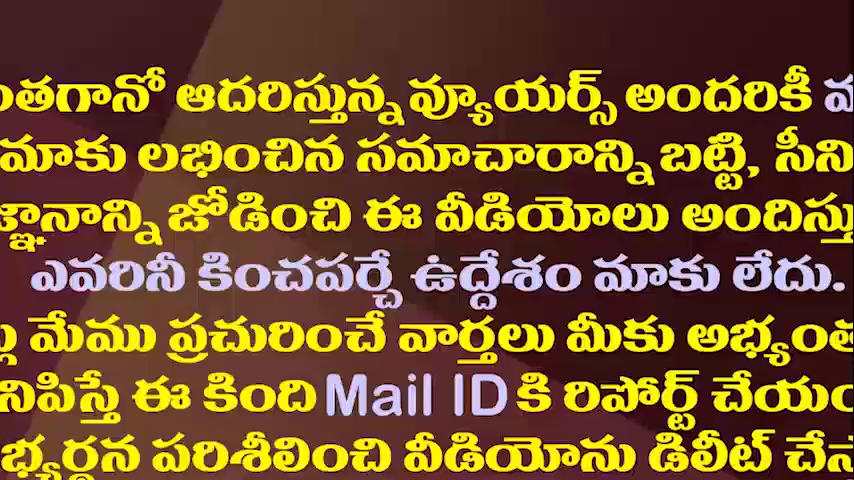 ంతగానో ఆదరిస్తున్న వ్యూయర్స్ అందరికీ
మాకు లభించిన సమాచారాన్ని బట్టి, సీని
జ్ఞానాన్ని జోడించి ఈ వీడియోలు అందిస్తు
ఎవరినీ కించపర్చే ఉద్దేశం మాకు లేదు.
మేము ప్రచురించే వార్తలు మీకు అభ్యంత
నిపిస్తే ఈ కింది Mail ID కి రిపోర్ట్ చేయం
భ్యర్థన పరిశీలించి వీడియోను డిలీట్ చేస